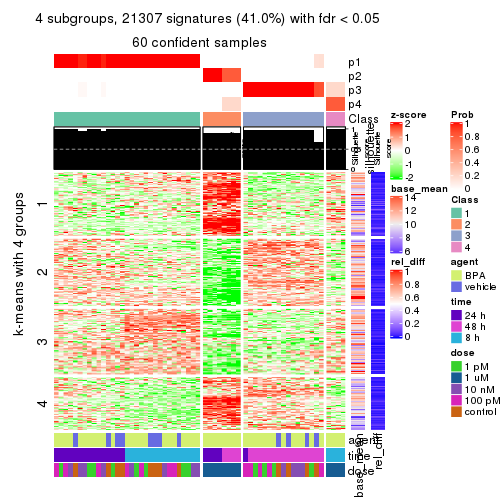 4 subgroups, 21307 signatures (41.0%) with fdr < 0.05
60 confident samples
p1
p2
p3
p4
Class
1
0
Silhouette
score
silhouette
k-means with 4 groups
1
2
3
4
agent
time
dose
base_mean
rel_diff
z-score
2
1
0
-1
-2
base_mean
14
12
10
8
6
rel_diff
1
0.8
0.6
0.4
0.2
0
Prob
1
0.8
0.6
0.4
0.2
0
Class
1
2
3
4
agent
BPA
vehicle
time
24 h
48 h
8 h
dose
1 pM
1 uM
10 nM
100 pM
control